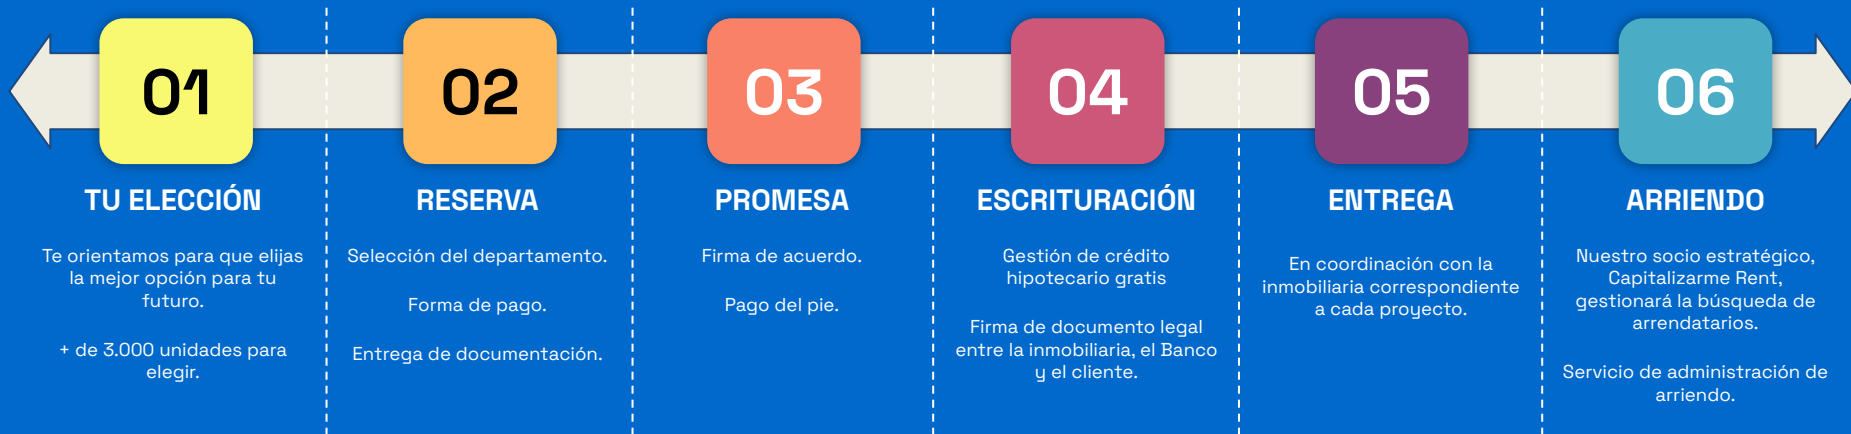 01
TU ELECCIÓN
Te orientamos para que elijas
la mejor opción para tu
futuro.
+ de 3.000 unidades para
elegir.
02
RESERVA
Selección del departamento.
Forma de pago.
Entrega de documentación.
03
PROMESA
Firma de acuerdo.
Pago del pie.
04
ESCRITURACIÓN
Gestión de crédito
hipotecario gratis
Firma de documento legal
entre la inmobiliaria, el Banco
y el cliente.
05
ENTREGA
En coordinación con la
inmobiliaria correspondiente
a cada proyecto.
06
ARRIENDO
Nuestro socio estratégico,
Capitalizarme Rent,
gestionará la búsqueda de
arrendatarios.
Servicio de administración de
arriendo.